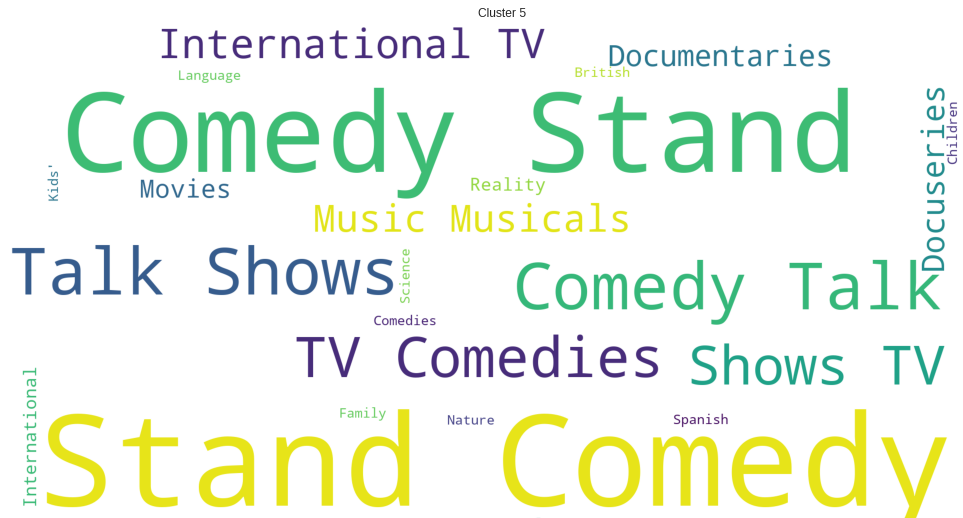 Cluster 5
International TV
Documentaries
Language
British
Comedy Stand
Docuseries
Children
Kids'
Movies
Reality
Music Musicals
Talk Shows
Science
Comedy Talk
Comedies
TV Comedies
Shows TV
International
Family
Nature
Spanish
Stand Comedy